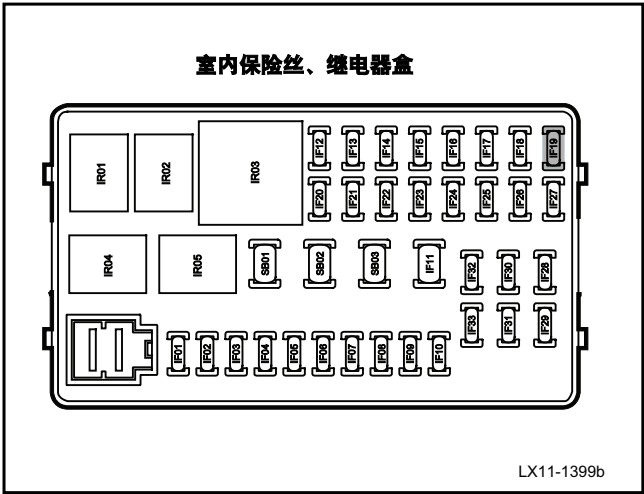 室内保险丝、继电器盒
IR01 IR02 IR03 IF12 IF13 IF14 IF15 IF16 IF17 IF18 IF19
IF20 IF21 IF22 IF23 IF24 IF25 IF26 IF27
IR04 IR05 SB01 SB02 SB03 IF11 IF32 IF30 IF28
IF33 IF31 IF29
IF01 IF02 IF03 IF04 IF05 IF06 IF07 IF08 IF09 IF10
LX11-1399b